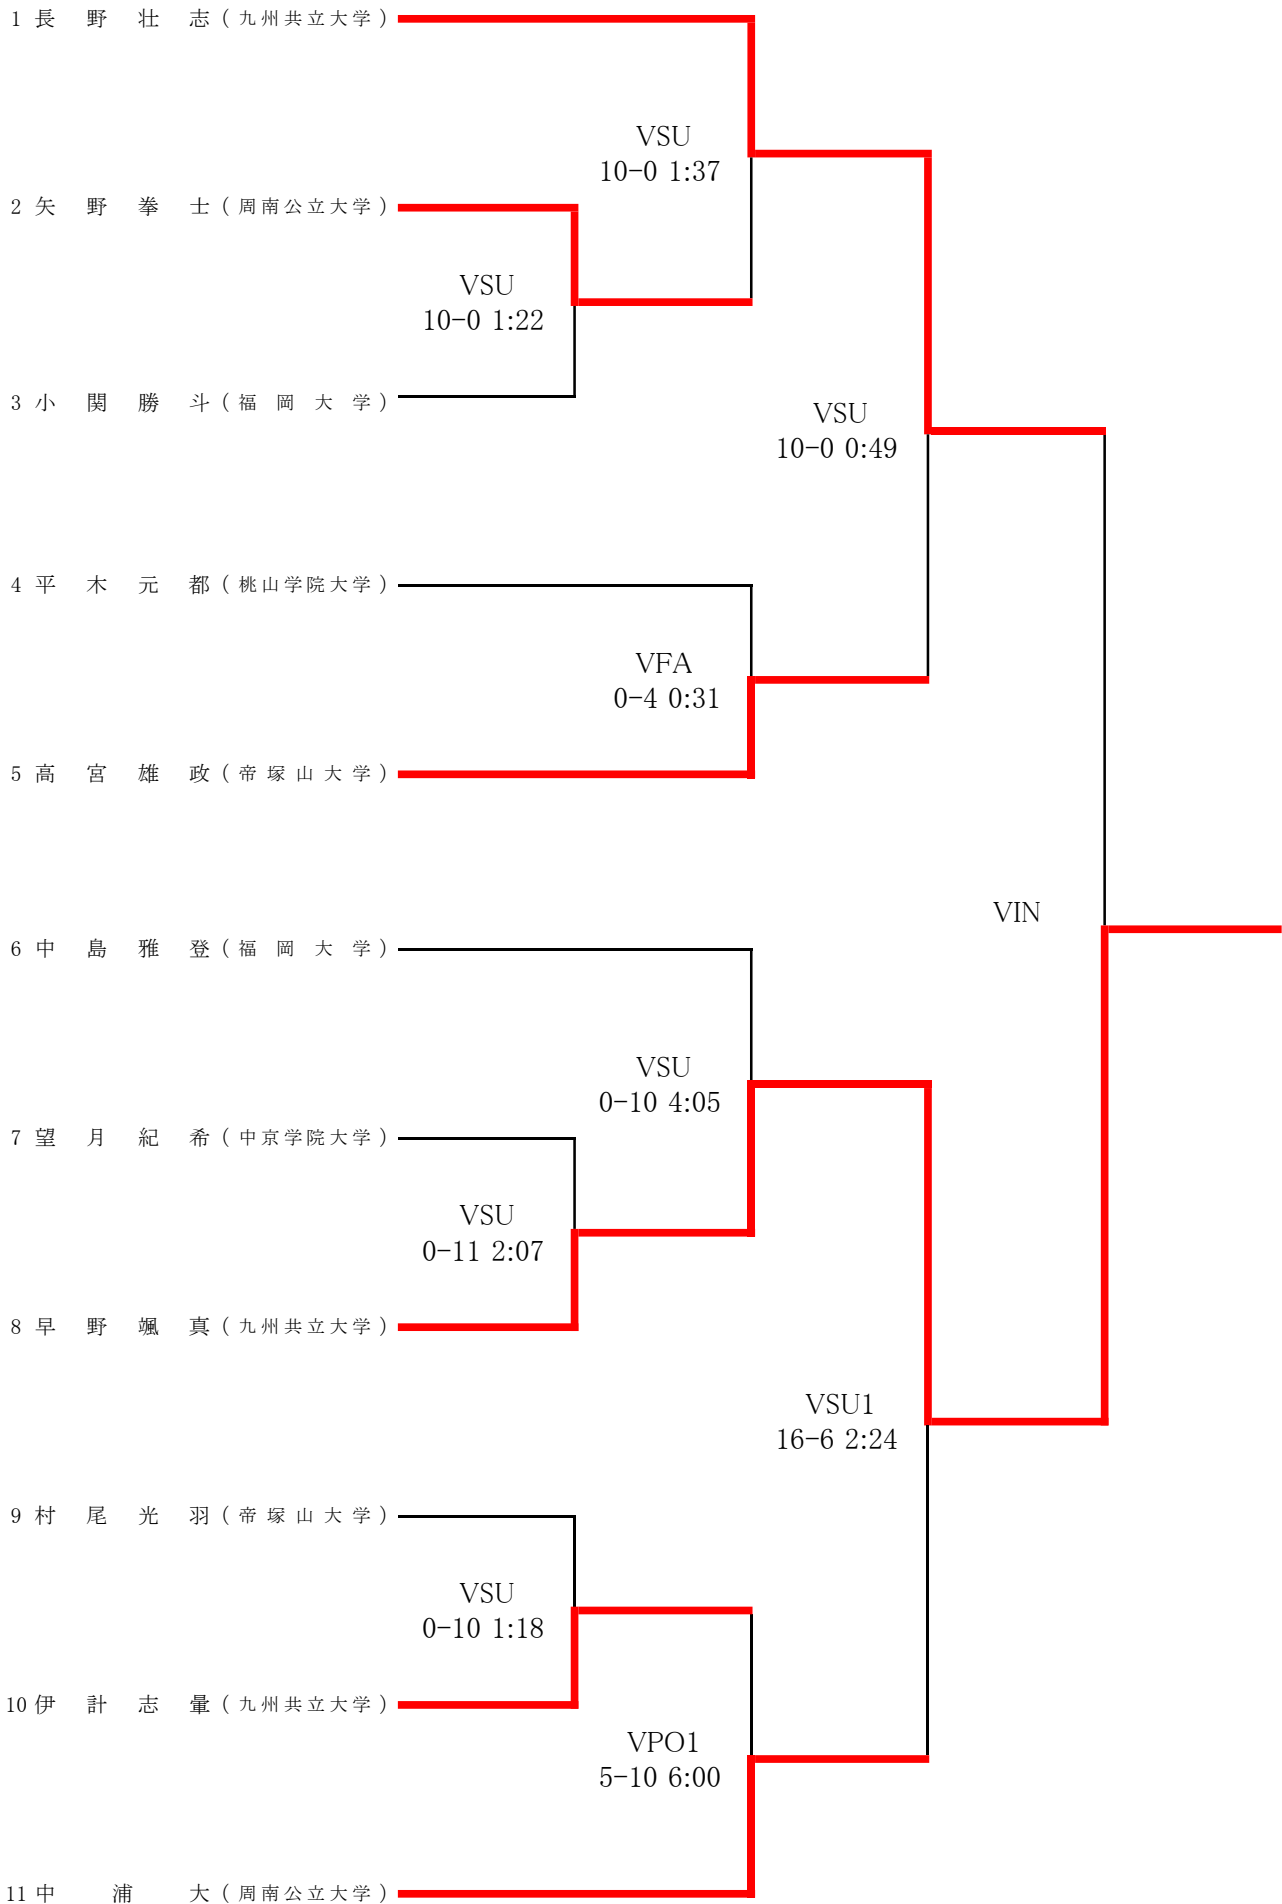 1 長野壮志(九州共立大学)
VSU
10-0 1:37
2 矢野拳士(周南公立大学)
VSU
10-0 1:22
3 小関勝斗(福岡大学)
VSU
10-0 0:49
4 平木元都(桃山学院大学)
VFA
0-4 0:31
5 高宮雄政(帝塚山大学)
VIN
6 中島雅登(福岡大学)
VSU
0-10 4:05
7 望月紀希(中京学院大学)
VSU
0-11 2:07
8 早野颯真(九州共立大学)
VSU1
16-6 2:24
9 村尾光羽(帝塚山大学)
VSU
0-10 1:18
10 伊計志暈(九州共立大学)
VPO1
5-10 6:00
11 中浦大(周南公立大学)